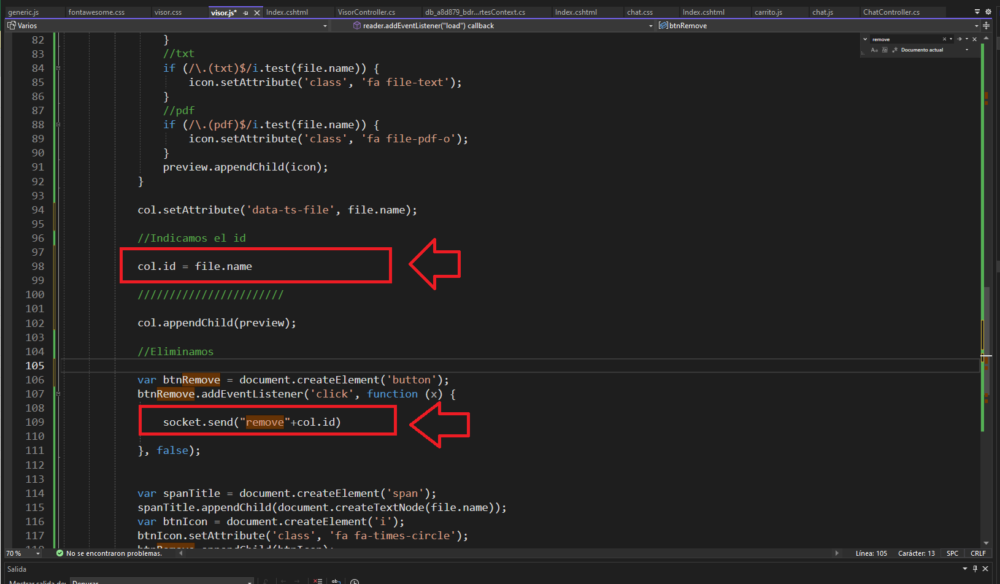 generic.js fontawesome.css visor.css visor.js* Index.cshtml VisorController.cs db_a8d879_bdr...rtesContext.cs Index.cshtml chat.css Index.cshtml carrito.js chat.js ChatController.cs
Varios reader.addEventListener("load") callback btnRemove
remove
Aa Documento actual
82 }
83 //txt
84 if (/\.(txt)$/i.test(file.name)) {
85 icon.setAttribute('class', 'fa file-text');
86 }
87 //pdf
88 if (/\.(pdf)$/i.test(file.name)) {
89 icon.setAttribute('class', 'fa file-pdf-o');
90 }
91 preview.appendChild(icon);
92 }
93
94 col.setAttribute('data-ts-file', file.name);
95
96 //Indicamos el id
97
98 col.id = file.name
99
100 ///////////////////////
101
102 col.appendChild(preview);
103
104 //Eliminamos
105
106 var btnRemove = document.createElement('button');
107 btnRemove.addEventListener('click', function (x) {
108
109 socket.send("remove"+col.id)
110
111 }, false);
112
113
114 var spanTitle = document.createElement('span');
115 spanTitle.appendChild(document.createTextNode(file.name));
116 var btnIcon = document.createElement('i');
117 btnIcon.setAttribute('class', 'fa fa-times-circle');
118 btnRemove.appendChild(btnIcon);
70 % No se encontraron problemas. Línea: 105 Carácter: 13 SPC CRLF
Salida
Mostrar salida de: Depurar